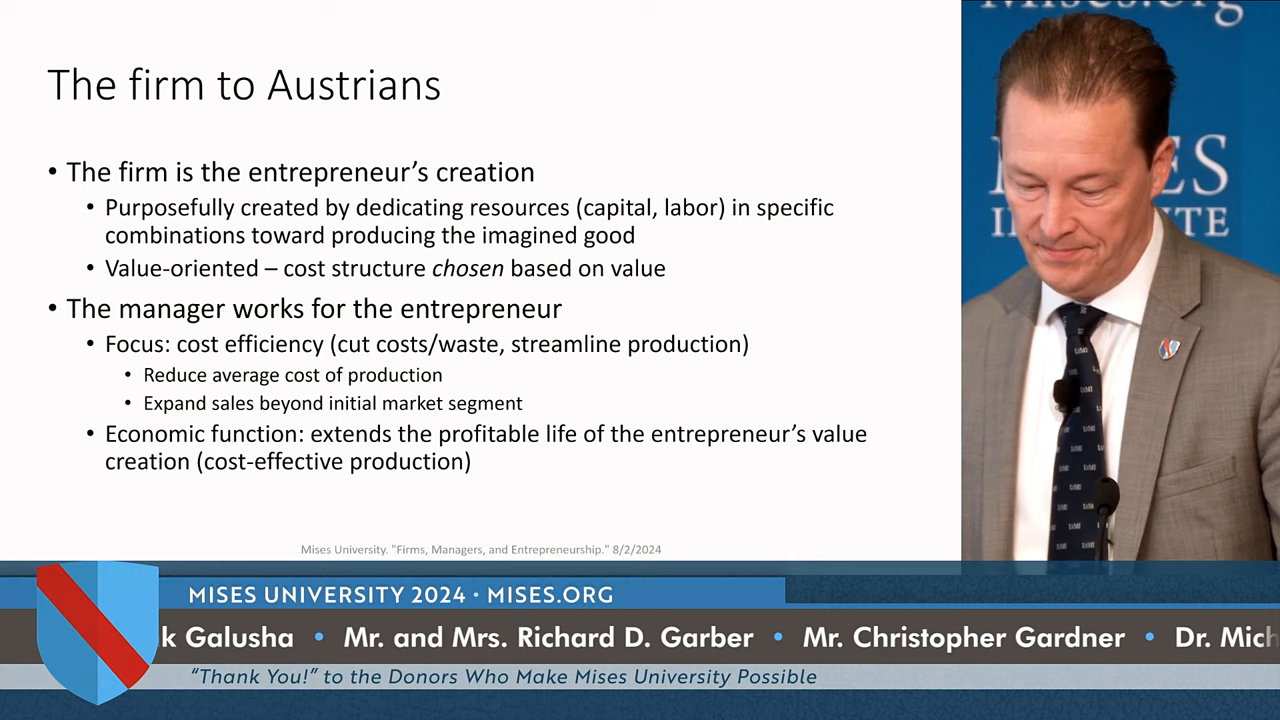 The firm to Austrians
• The firm is the entrepreneur’s creation
• Purposefully created by dedicating resources (capital, labor) in specific
combinations toward producing the imagined good
• Value-oriented – cost structure chosen based on value
• The manager works for the entrepreneur
• Focus: cost efficiency (cut costs/waste, streamline production)
• Reduce average cost of production
• Expand sales beyond initial market segment
• Economic function: extends the profitable life of the entrepreneur’s value
creation (cost-effective production)
Mises University. "Firms, Managers, and Entrepreneurship." 8/2/2024
Mises.org
MISES UNIVERSITY 2024 • MISES.ORG
k Galusha • Mr. and Mrs. Richard D. Garber • Mr. Christopher Gardner • Dr. Mich
“Thank You!” to the Donors Who Make Mises University Possible